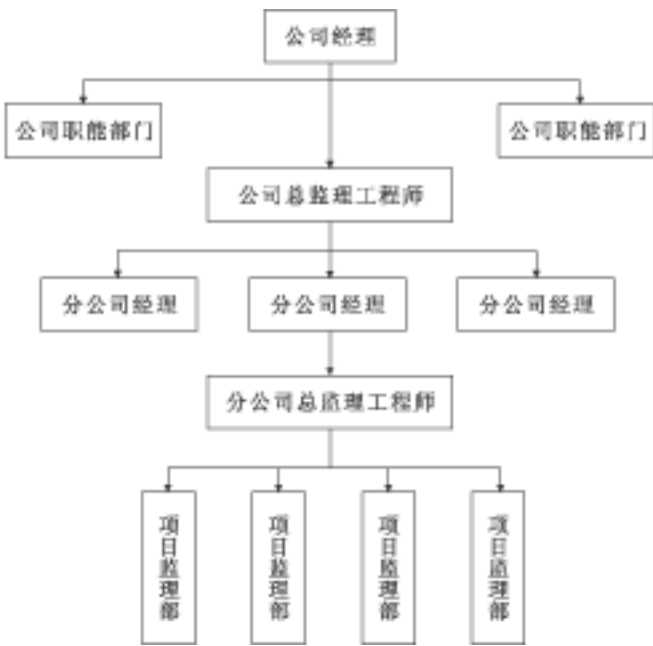 公司经理
公司职能部门
公司职能部门
公司总监理工程师
分公司经理
分公司经理
分公司经理
分公司总监理工程师
项目监理部
项目监理部
项目监理部
项目监理部